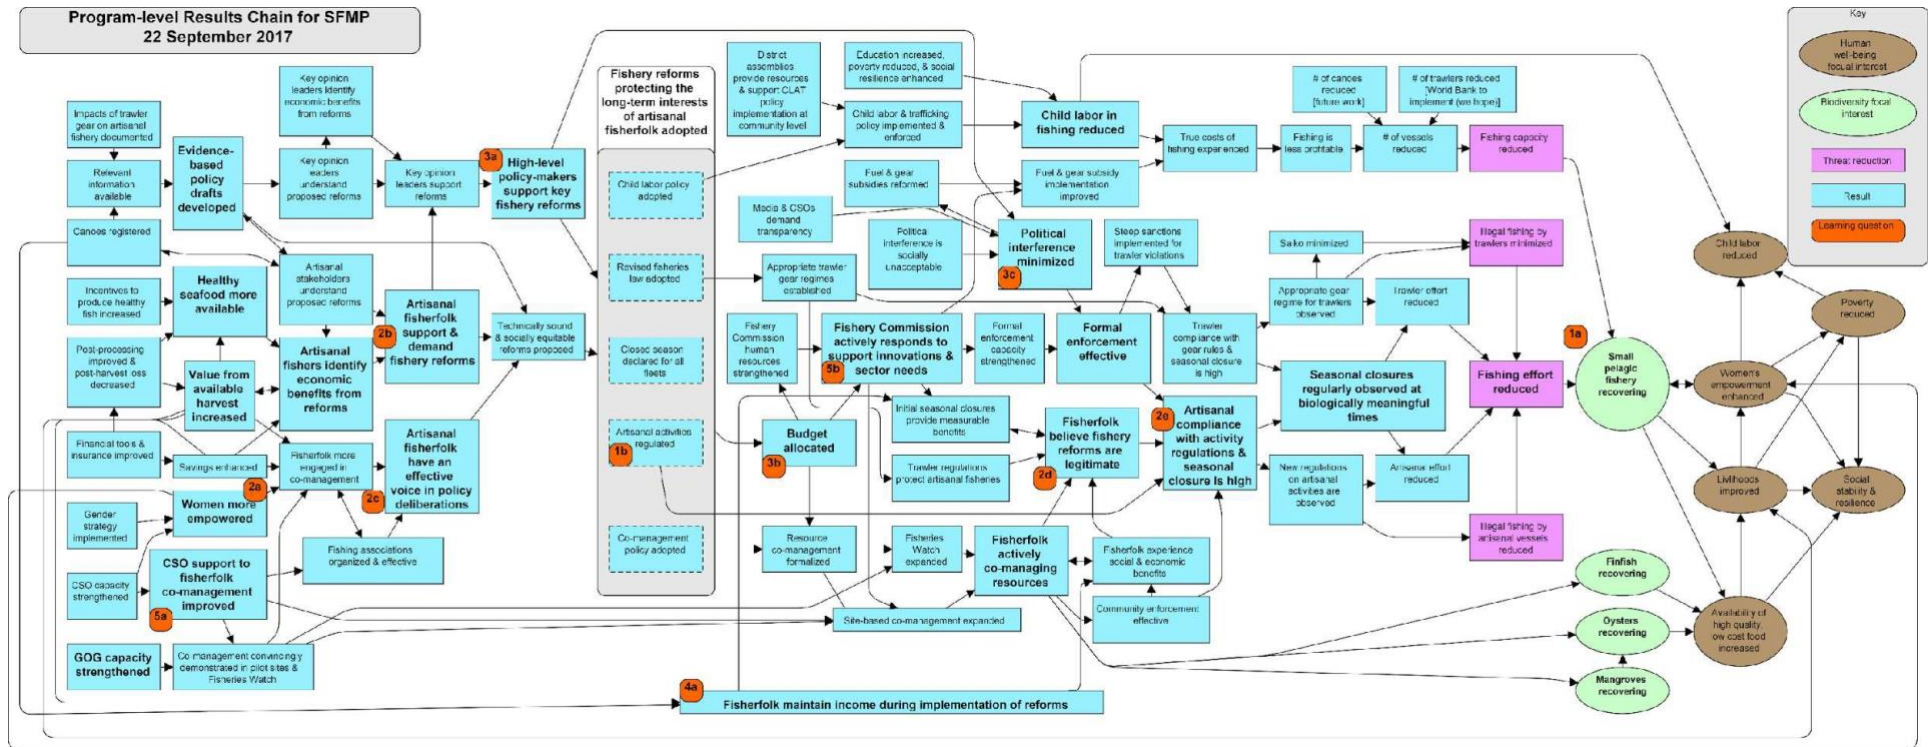 Program-level Results Chain for SFMP
22 September 2017
Key
Human
well-being
focual interest
Biodiversity focal
interest
Threat reduction
Result
Learning question
Impacts of trawler
gear on artisanal
fishery documented
Relevant
information
available
Canoes registered
Incentives to
produce healthy
fish increased
Post-processing
improved &
post-harvest loss
decreased
Financial tools &
insurance improved
Gender
strategy
implemented
CSO capacity
strengthened
GOG capacity
strengthened
Evidence-
based
policy
drafts
developed
Healthy
seafood more
available
Value from
available
harvest
increased
Savings enhanced
2a
Women more
empowered
CSO support to
fisherfolk
co-management
improved
5a
Co-management convincingly
demonstrated in pilot sites &
Fisheries Watch
Key opinion
leaders identify
economic benefits
from reforms
Key opinion
leaders
understand
proposed reforms
Artisanal
stakeholders
understand
proposed reforms
Artisanal
fishers identify
economic
benefits from
reforms
Fisherfolk more
engaged in
co-management
Fishing associations
organized & effective
Key opinion
leaders support
reforms
2b
Artisanal
fisherfolk
support &
demand
fishery reforms
2c
Artisanal
fisherfolk
have an
effective
voice in policy
deliberations
3a
High-level
policy-makers
support key
fishery reforms
Technically sound
& socially equitable
reforms proposed
Fishery reforms
protecting the
long-term interests
of artisanal
fisherfolk adopted
Child labor policy
adopted
Revised fisheries
law adopted
Closed season
declared for all
fleets
Artisanal activities
regulated
1b
Co-management
policy adopted
District
assemblies
provide resources
& support CLAT
policy
implementation at
community level
Education increased,
poverty reduced, & social
resilience enhanced
Child labor & trafficking
policy implemented &
enforced
Fuel & gear
subsidies reformed
Media & CSOs
demand
transparency
Political
interference is
socially
unacceptable
Appropriate trawler
gear regimes
established
Fishery
Commission
human
resources
strengthened
Fishery Commission
actively responds to
support innovations &
sector needs
5b
Formal
enforcement
capacity
strengthened
Initial seasonal closures
provide measurable
benefits
Budget
allocated
3b
Trawler regulations
protect artisanal fisheries
Resource
co-management
formalized
Fisheries
Watch
expanded
Site-based co-management expanded
4a
Fisherfolk maintain income during implementation of reforms
Child labor in
fishing reduced
Fuel & gear subsidy
implementation
improved
Political
interference
minimized
3c
Formal
enforcement
effective
Fisherfolk
believe fishery
reforms are
legitimate
2d
Fisherfolk
actively
co-managing
resources
Fisherfolk experience
social & economic
benefits
Community enforcement
effective
True costs of
fishing experienced
Fishing is
less profitable
# of canoes
reduced
[future work]
# of trawlers reduced
[World Bank to
implement (we hope)]
# of vessels
reduced
Fishing capacity
reduced
Steep sanctions
implemented for
trawler violations
Trawler
compliance with
gear rules &
seasonal closure
is high
2e
Artisanal
compliance
with activity
regulations &
seasonal
closure is high
Saiko minimized
Appropriate gear
regime for trawlers
observed
Trawler effort
reduced
Illegal fishing by
trawlers minimized
Seasonal closures
regularly observed at
biologically meaningful
times
Fishing effort
reduced
New regulations
on artisanal
activities are
observed
Artisanal effort
reduced
Illegal fishing by
artisanal vessels
reduced
1a
Small
pelagic
fishery
recovering
Finfish
recovering
Oysters
recovering
Mangroves
recovering
Child labor
reduced
Poverty
reduced
Women's
empowerment
enhanced
Livlihoods
improved
Social
stability &
resilience
Availability of
high quality,
low cost food
increased